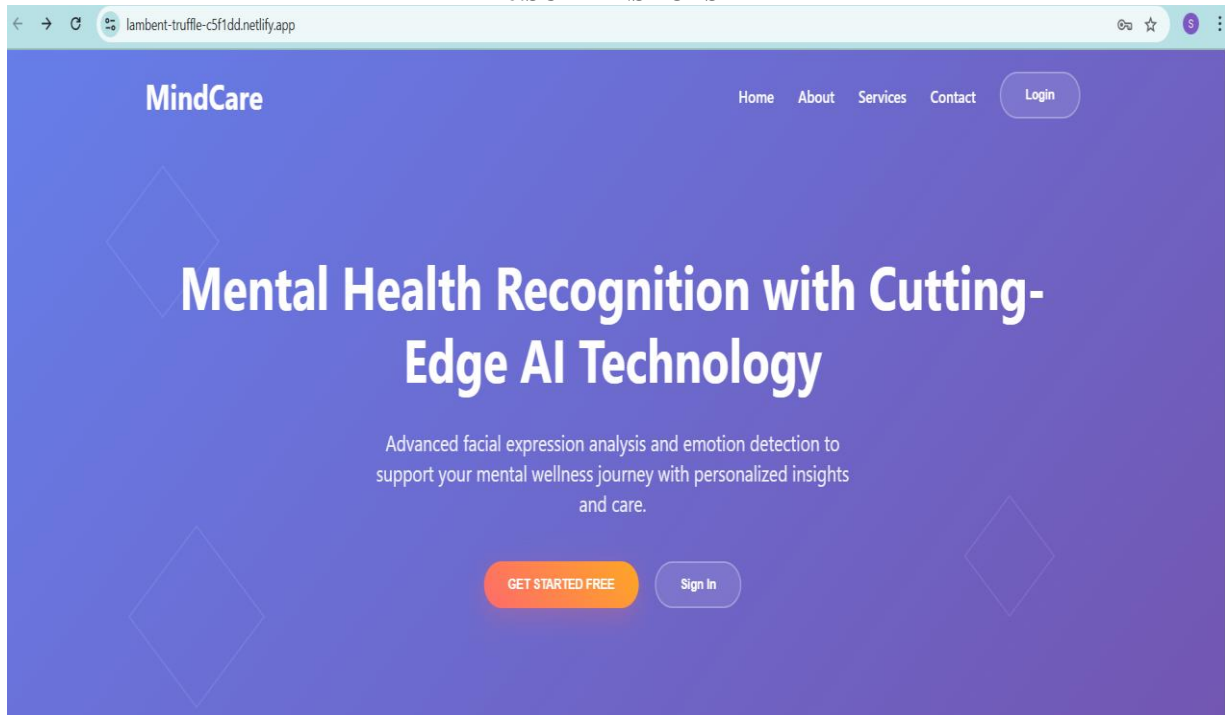 lambent-truffle-c5f1dd.netlify.app
S
MindCare
Home About Services Contact Login
Mental Health Recognition with Cutting-
Edge AI Technology
Advanced facial expression analysis and emotion detection to
support your mental wellness journey with personalized insights
and care.
GET STARTED FREE Sign In